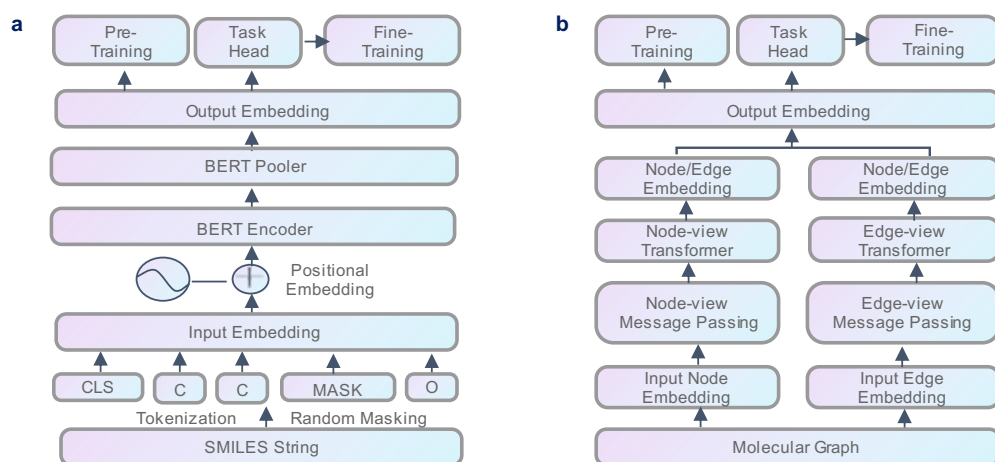 a
Pre-
Training
Task
Head
Fine-
Training
Output Embedding
BERT Pooler
BERT Encoder
Positional
Embedding
Input Embedding
CLS
C
C
MASK
O
Tokenization
Random Masking
SMILES String
b
Pre-
Training
Task
Head
Fine-
Training
Output Embedding
Node/Edge
Embedding
Node/Edge
Embedding
Node-view
Transformer
Edge-view
Transformer
Node-view
Message Passing
Edge-view
Message Passing
Input Node
Embedding
Input Edge
Embedding
Molecular Graph